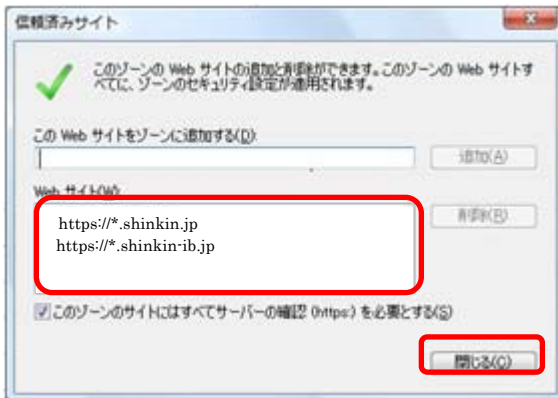 信頼済みサイト
このゾーンの Web サイトの追加と削除ができます。このゾーンの Web サイトす
べてに、ゾーンのセキュリティ設定が適用されます。
この Web サイトをゾーンに追加する(D):
追加(A)
Web サイト(W):
削除(R)
https://*.shinkin.jp
https://*.shinkin-ib.jp
このゾーンのサイトにはすべてサーバーの確認 (https:) を必要とする(S)
閉じる(C)